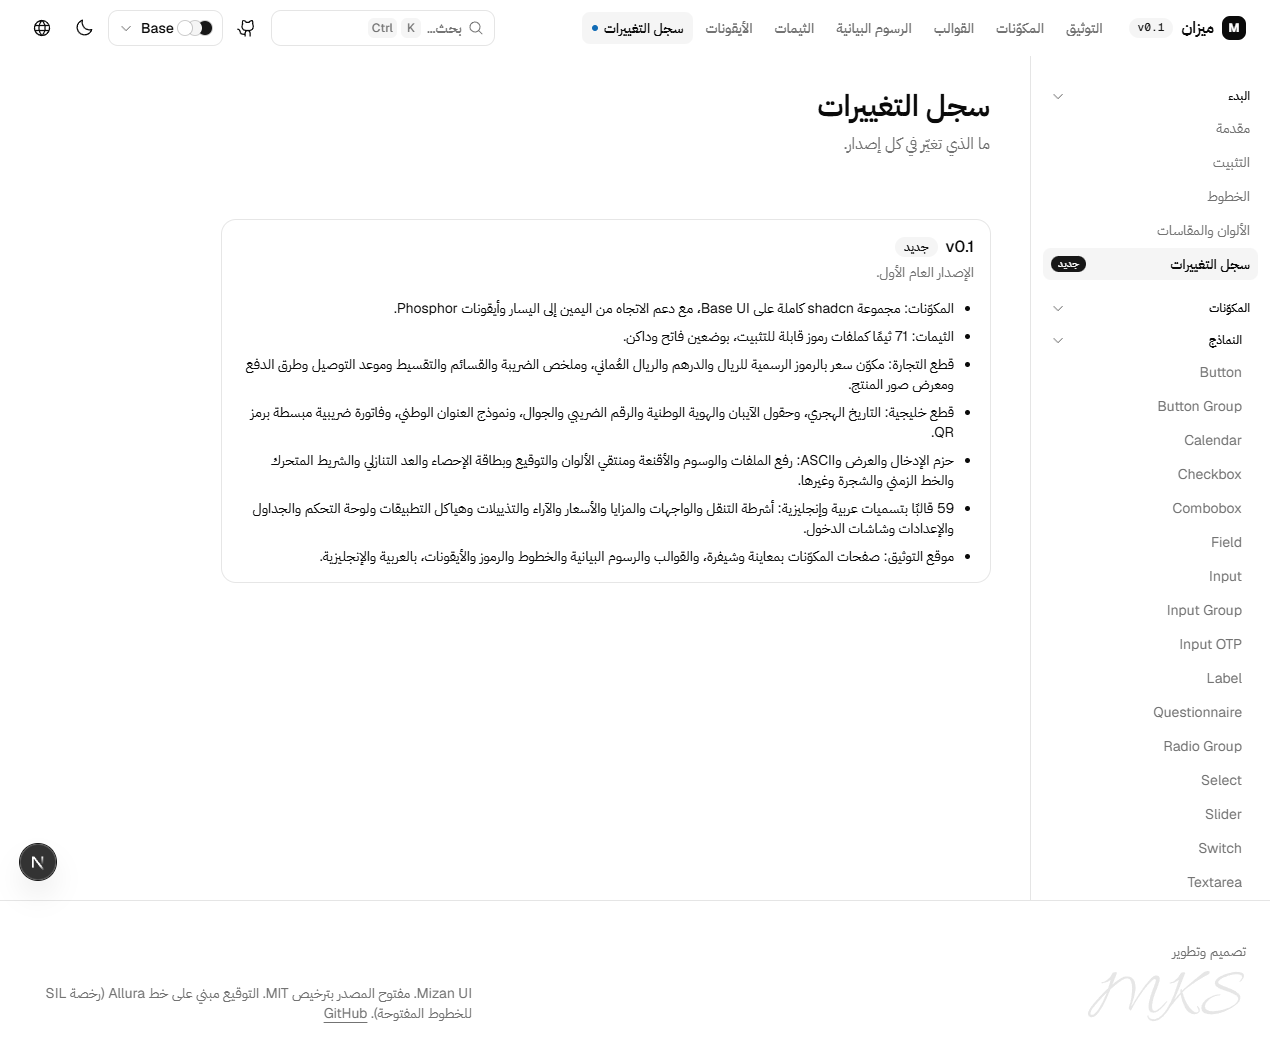 M ميزان v0.1 التوثيق المكوّنات القوالب الرسوم البيانية الثيمات الأيقونات سجل التغييرات بحث... Ctrl K Base
البدء
مقدمة
التثبيت
الخطوط
الألوان والمقاسات
سجل التغييرات جديد
المكوّنات
النماذج
Button
Button Group
Calendar
Checkbox
Combobox
Field
Input
Input Group
Input OTP
Label
Questionnaire
Radio Group
Select
Slider
Switch
Textarea
سجل التغييرات
ما الذي تغيّر في كل إصدار.
v0.1 جديد
الإصدار العام الأول.
المكوّنات: مجموعة shadcn كاملة على Base UI، مع دعم الاتجاه من اليمين إلى اليسار وأيقونات Phosphor.
الثيمات: 71 ثيمًا كملفات رموز قابلة للتثبيت، بوضعين فاتح وداكن.
قطع التجارة: مكوّن سعر بالرموز الرسمية للريال والدرهم والريال العُماني، وملخص الضريبة والقسائم والتقسيط وموعد التوصيل وطرق الدفع
ومعرض صور المنتج.
قطع خليجية: التاريخ الهجري، وحقول الآيبان والهوية الوطنية والرقم الضريبي والجوال، ونموذج العنوان الوطني، وفاتورة ضريبية مبسطة برمز
QR.
حزم الإدخال والعرض وASCII: رفع الملفات والوسوم والأقنعة ومنتقي الألوان والتوقيع وبطاقة الإحصاء والعد التنازلي والشريط المتحرك
والخط الزمني والشجرة وغيرها.
59 قالبًا بتسميات عربية وإنجليزية: أشرطة التنقل والواجهات والمزايا والأسعار والآراء والتذييلات وهياكل التطبيقات ولوحة التحكم والجداول
والإعدادات وشاشات الدخول.
موقع التوثيق: صفحات المكوّنات بمعاينة وشيفرة، والقوالب والرسوم البيانية والخطوط والرموز والأيقونات، بالعربية والإنجليزية.
N
تصميم وتطوير
MKS
Mizan UI. مفتوح المصدر بترخيص MIT. التوقيع مبني على خط Allura (رخصة SIL
للخطوط المفتوحة). GitHub